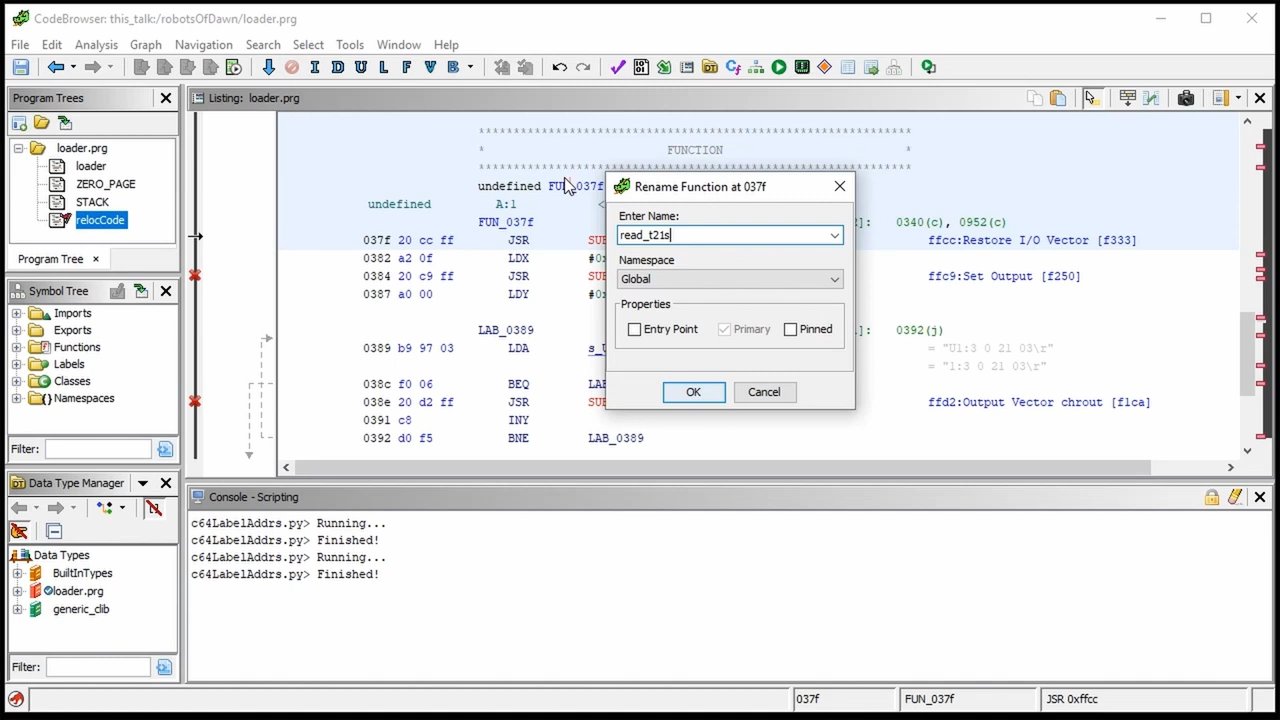 CodeBrowser: this_talk:/robotsOfDawn/loader.prg
File Edit Analysis Graph Navigation Search Select Tools Window Help
I D U L F V B
Program Trees
loader.prg
loader
ZERO_PAGE
STACK
relocCode
Program Tree ×
Symbol Tree
Imports
Exports
Functions
Labels
Classes
Namespaces
Filter:
Data Type Manager
Data Types
BuiltInTypes
loader.prg
generic_clib
Filter:
Listing: loader.prg
************************************************************
* FUNCTION *
************************************************************
undefined FUN_037f
undefined A:1 <
FUN_037f 0340(c), 0952(c)
037f 20 cc ff JSR ffcc:Restore I/O Vector [f333]
0382 a2 0f LDX
0384 20 c9 ff JSR ffc9:Set Output [f250]
0387 a0 00 LDY
LAB_0389 0392(j)
0389 b9 97 03 LDA = "U1:3 0 21 03\r"
= "1:3 0 21 03\r"
038c f0 06 BEQ
038e 20 d2 ff JSR ffd2:Output Vector chrout [f1ca]
0391 c8 INY
0392 d0 f5 BNE LAB_0389
Rename Function at 037f
Enter Name:
read_t21s
Namespace
Global
Properties
Entry Point Primary Pinned
OK Cancel
Console - Scripting
c64LabelAddrs.py> Running...
c64LabelAddrs.py> Finished!
c64LabelAddrs.py> Running...
c64LabelAddrs.py> Finished!
037f FUN_037f JSR 0xffcc